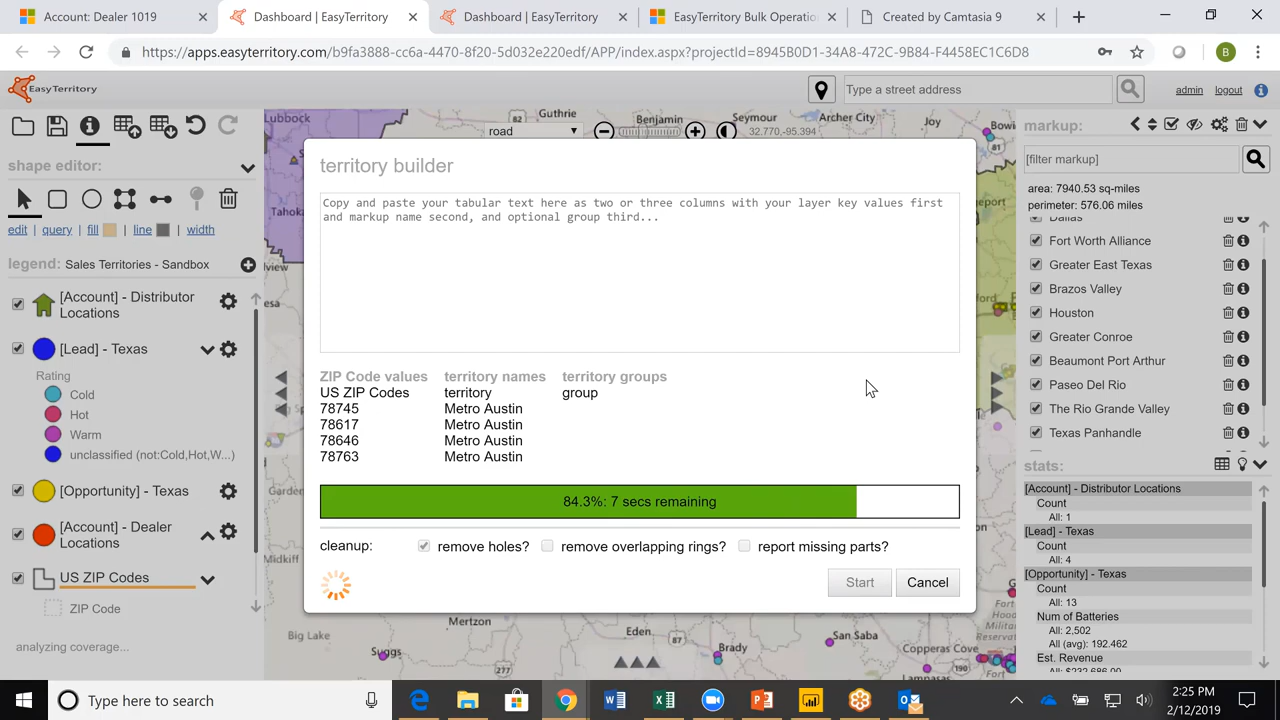 Account: Dealer 1019
Dashboard | EasyTerritory
Dashboard | EasyTerritory
EasyTerritory Bulk Operatio
Created by Camtasia 9
https://apps.easyterritory.com/b9fa3888-cc6a-4470-8f20-5d032e220edf/APP/index.aspx?projectId=8945B0D1-34A8-472C-9B84-F4458EC1C6D8
B
EasyTerritory
Type a street address
admin
logout
shape editor:
edit | query | fill | line | width
legend: Sales Territories - Sandbox
[Account] - Distributor
Locations
[Lead] - Texas
Rating
Cold
Hot
Warm
unclassified (not:Cold,Hot,W...)
[Opportunity] - Texas
[Account] - Dealer
Locations
US ZIP Codes
ZIP Code
analyzing coverage...
Lubbock
Guthrie
Benjamin
Seymour
Archer City
Joy
Bowie
81
road
32.770, -95.394
Tahoka
territory builder
Copy and paste your tabular text here as two or three columns with your layer key values first
and markup name second, and optional group third...
ZIP Code values territory names territory groups
US ZIP Codes territory group
78745 Metro Austin
78617 Metro Austin
78646 Metro Austin
78763 Metro Austin
84.3%: 7 secs remaining
cleanup: remove holes? remove overlapping rings? report missing parts?
Start
Cancel
Big Lake
Mertzon
277
Suggs
Eden
87
Brady
San Saba
Lampasas
Copperas Cove
markup:
[filter markup]
area: 7940.53 sq-miles
perimeter: 576.06 miles
Dallas
Fort Worth Alliance
Greater East Texas
Brazos Valley
Houston
Greater Conroe
Beaumont Port Arthur
Paseo Del Rio
The Rio Grande Valley
Texas Panhandle
stats:
[Account] - Distributor Locations
Count
All: 1
[Lead] - Texas
Count
All: 4
[Opportunity] - Texas
Count
All: 13
Num of Batteries
All: 2,502
All (avg): 192.462
Est. Revenue
Type here to search
2:25 PM
2/12/2019